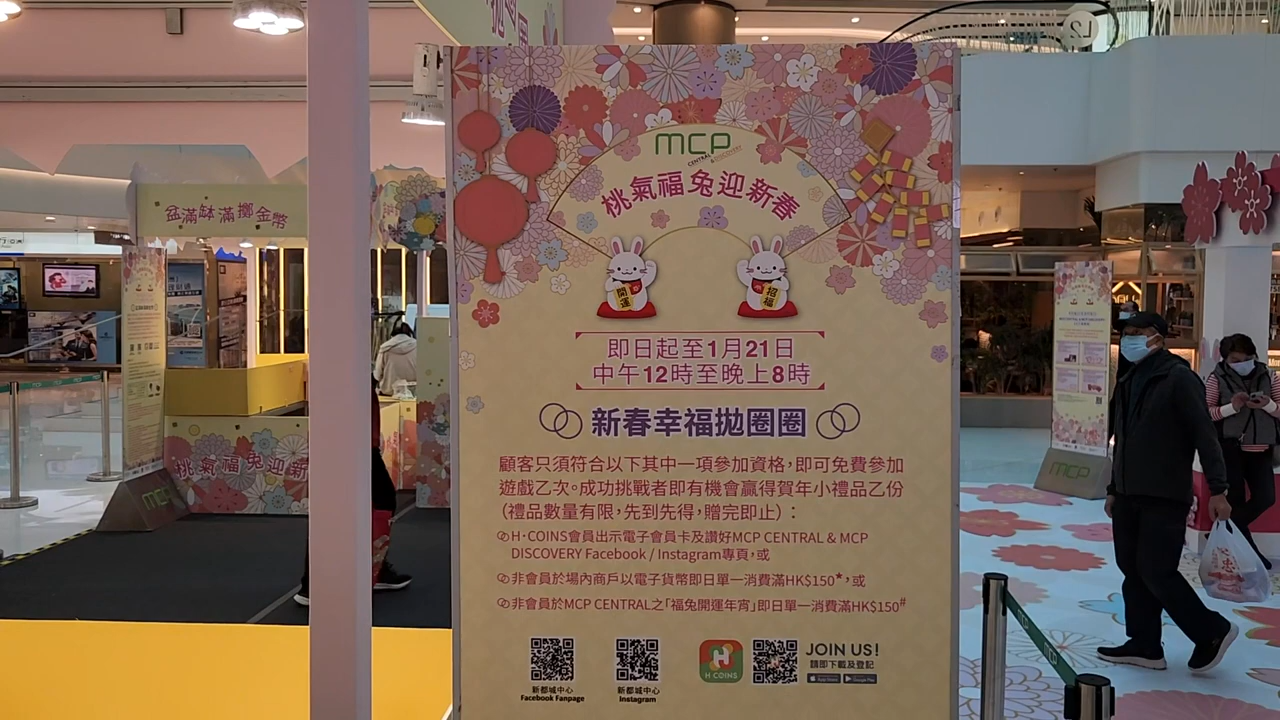 MCP
CENTRAL & DISCOVERY
桃氣福兔迎新春
開運
招福
即日起至1月21日
中午12時至晚上8時
新春幸福拋圈圈
顧客只須符合以下其中一項參加資格,即可免費參加
遊戲乙次。成功挑戰者即有機會贏得賀年小禮品乙份
(禮品數量有限,先到先得,贈完即止):
H·COINS會員出示電子會員卡及讚好MCP CENTRAL & MCP
DISCOVERY Facebook / Instagram專頁,或
非會員於場內商戶以電子貨幣即日單一消費滿HK$150*,或
非會員於MCP CENTRAL之「福兔開運年宵」即日單一消費滿HK$150#
新都城中心
Facebook Fanpage
新都城中心
Instagram
H COINS
JOIN US!
請即下載及登記
App Store
Google Play
盆滿缽滿擲金幣
桃氣福兔迎新
MCP
MCP
MCP
L2